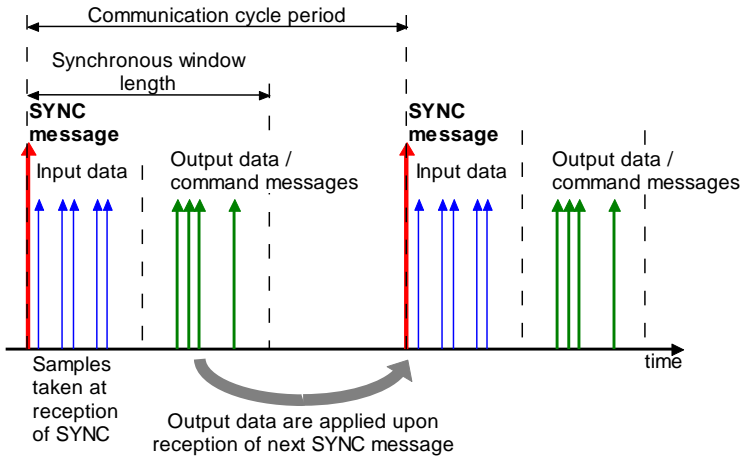 Communication cycle period
Synchronous window
length
SYNC
message
SYNC
message
Input data
Output data /
command messages
Input data
Output data /
command messages
time
Samples
taken at
reception
of SYNC
Output data are applied upon
reception of next SYNC message